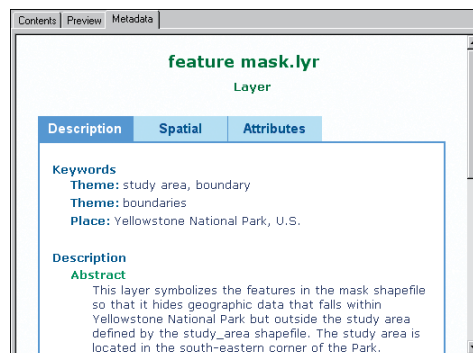 Contents Preview Metadata
feature mask.lyr
Layer
Description Spatial Attributes
Keywords
Theme: study area, boundary
Theme: boundaries
Place: Yellowstone National Park, U.S.
Description
Abstract
This layer symbolizes the features in the mask shapefile
so that it hides geographic data that falls within
Yellowstone National Park but outside the study area
defined by the study_area shapefile. The study area is
located in the south-eastern corner of the Park.